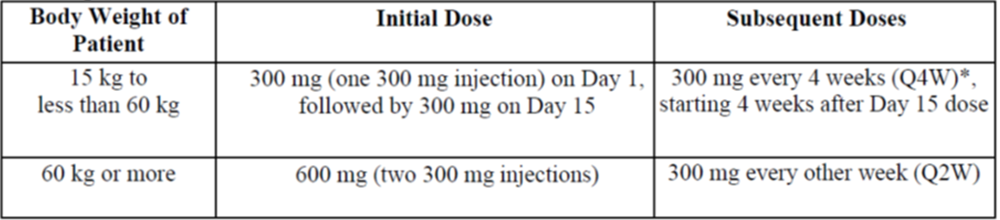 Body Weight of
Patient
Initial Dose
Subsequent Doses
15 kg to
less than 60 kg
300 mg (one 300 mg injection) on Day 1,
followed by 300 mg on Day 15
300 mg every 4 weeks (Q4W)*,
starting 4 weeks after Day 15 dose
60 kg or more
600 mg (two 300 mg injections)
300 mg every other week (Q2W)